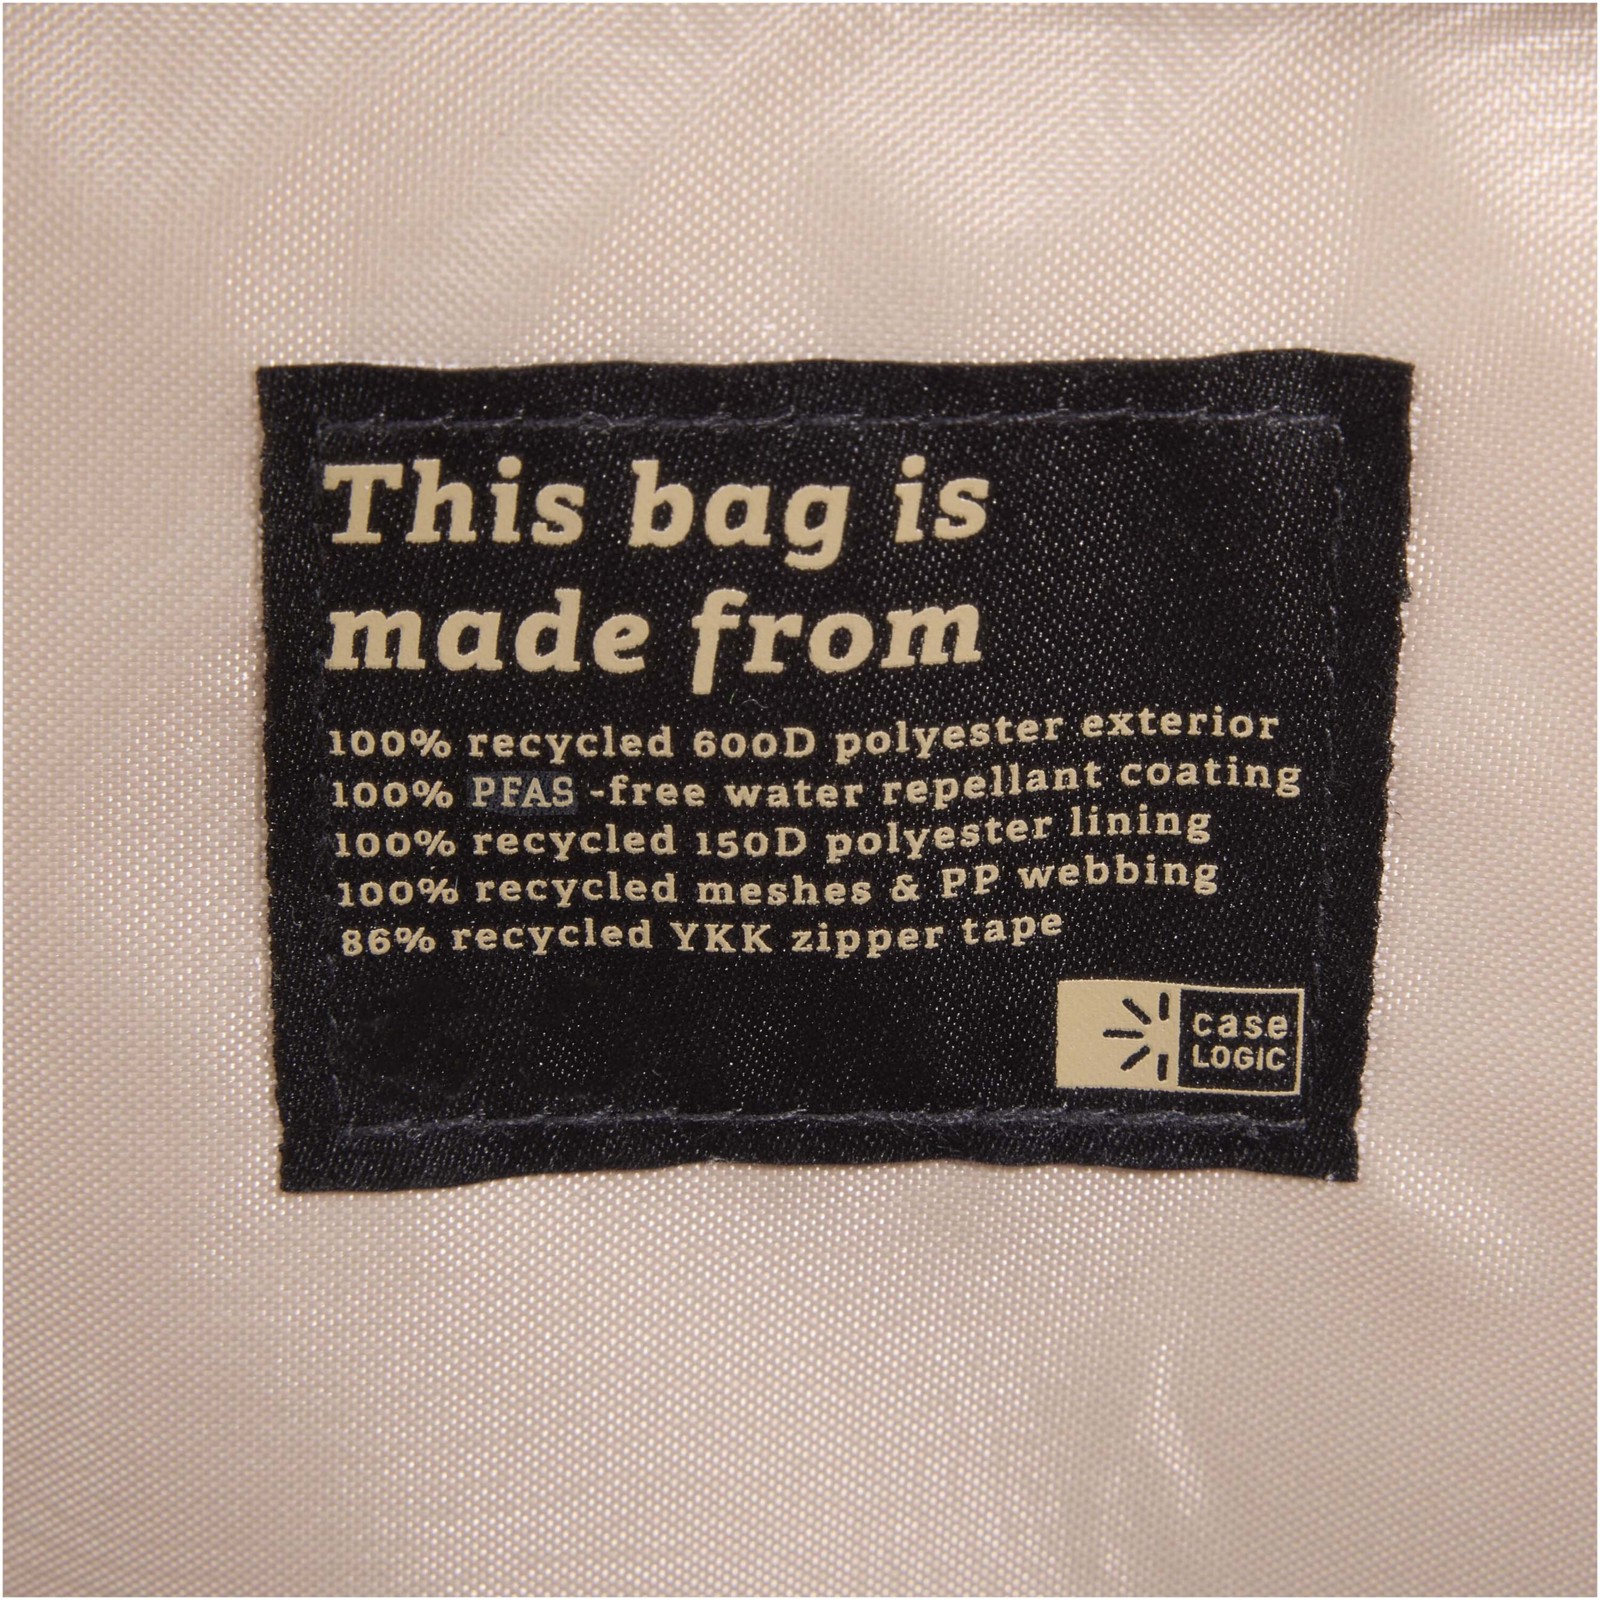 This bag is
made from
100% recycled 600D polyester exterior
100% PFAS -free water repellant coating
100% recycled 150D polyester lining
100% recycled meshes & PP webbing
86% recycled YKK zipper tape
case
LOGIC